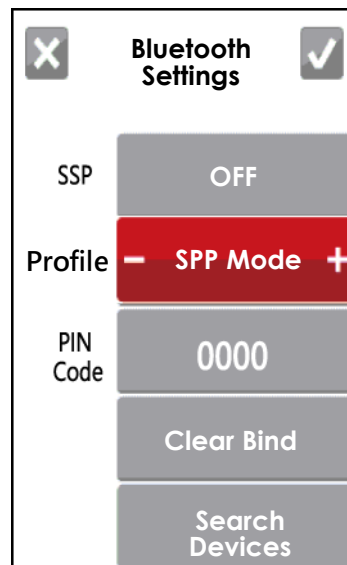 Bluetooth
Settings
SSP OFF
Profile − SPP Mode +
PIN
Code
0000
Clear Bind
Search
Devices